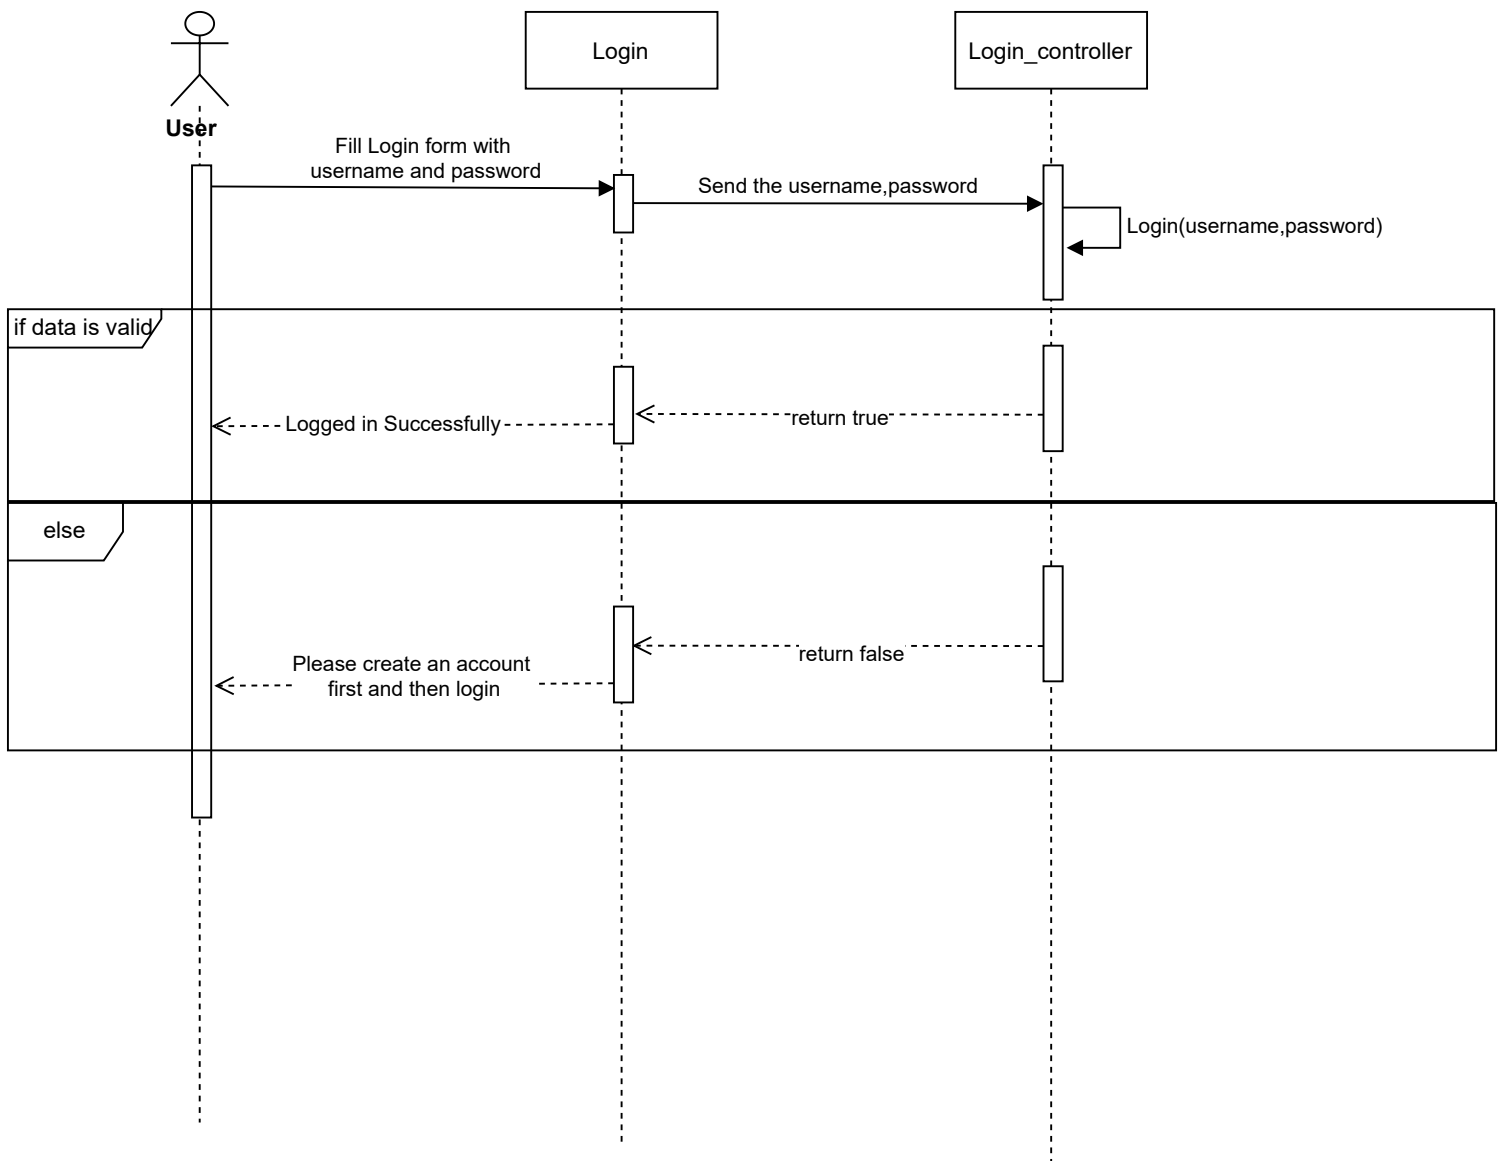 Login
Login_controller
User
Fill Login form with
username and password
Send the username,password
Login(username,password)
if data is valid
Logged in Successfully
return true
else
Please create an account
first and then login
return false